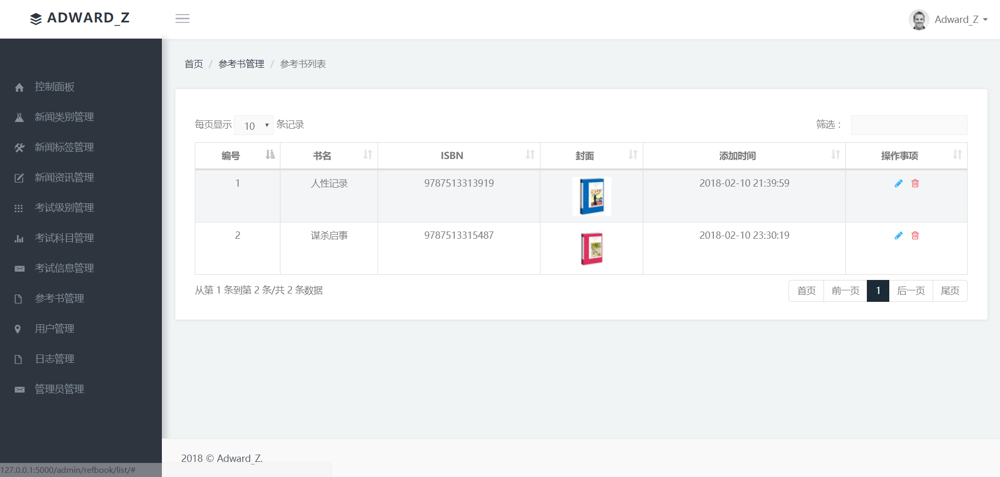 ADWARD_Z
Adward_Z
首页 / 参考书管理 / 参考书列表
控制面板
新闻类别管理
新闻标签管理
新闻资讯管理
考试级别管理
考试科目管理
考试信息管理
参考书管理
用户管理
日志管理
管理员管理
每页显示 10 条记录
筛选：
编号 书名 ISBN 封面 添加时间 操作事项
1 人性记录 9787513313919 2018-02-10 21:39:59
2 谋杀启事 9787513315487 2018-02-10 23:30:19
从第 1 条到第 2 条/共 2 条数据
首页 前一页 1 后一页 尾页
2018 © Adward_Z.
127.0.0.1:5000/admin/refbook/list/#